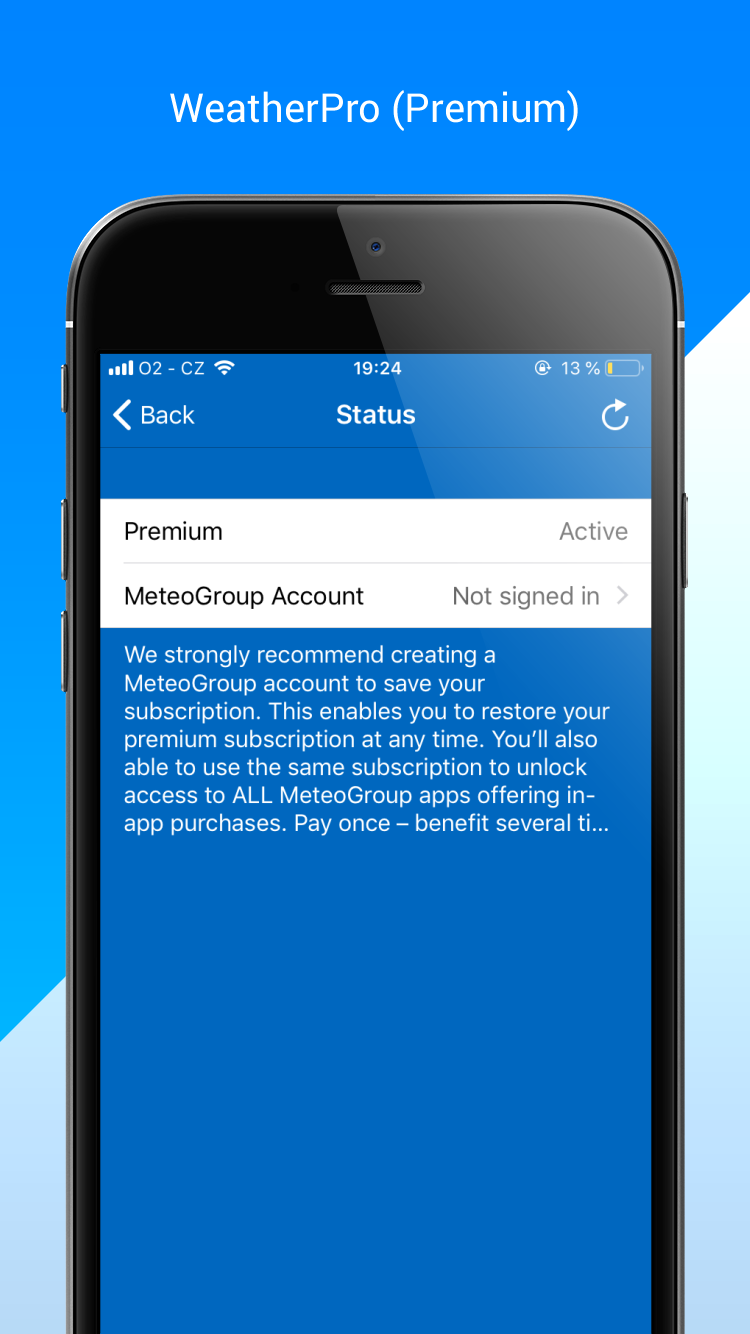 WeatherPro (Premium)
O2 - CZ 19:24 13 %
Back Status
Premium Active
MeteoGroup Account Not signed in
We strongly recommend creating a
MeteoGroup account to save your
subscription. This enables you to restore your
premium subscription at any time. You’ll also
able to use the same subscription to unlock
access to ALL MeteoGroup apps offering in-
app purchases. Pay once – benefit several ti...